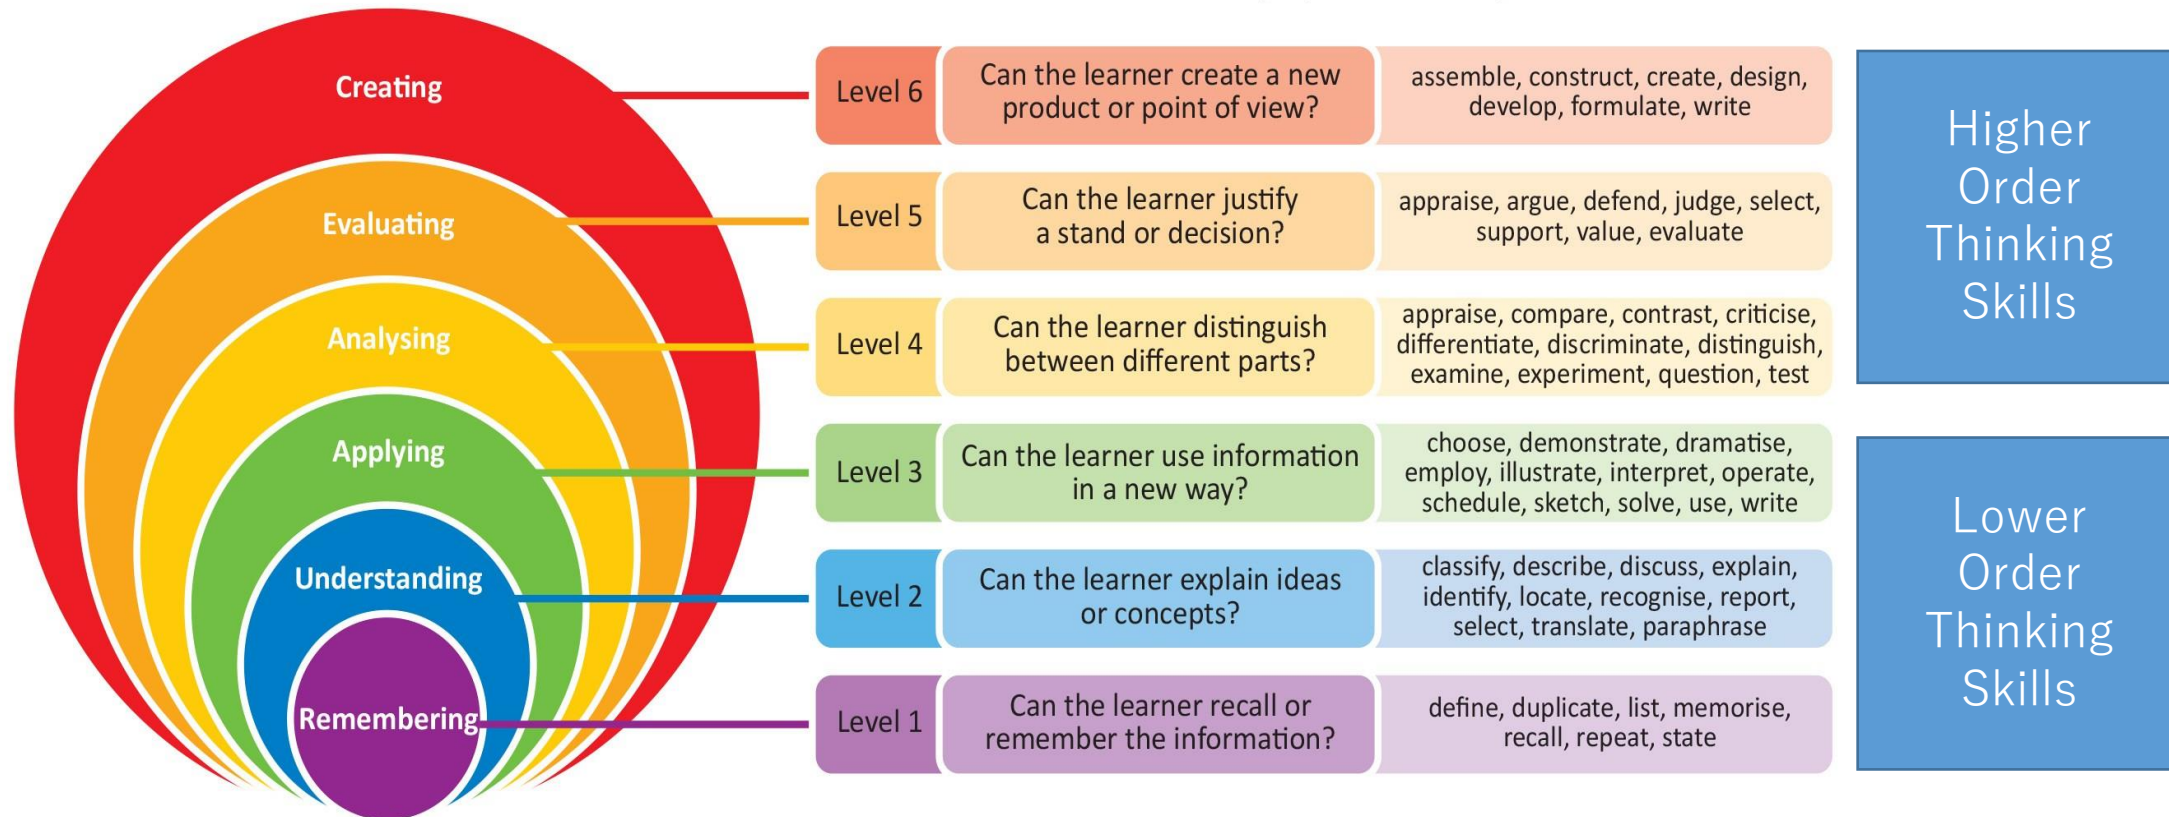 Creating
Evaluating
Analysing
Applying
Understanding
Remembering
Level 6
Can the learner create a new
product or point of view?
assemble, construct, create, design,
develop, formulate, write
Level 5
Can the learner justify
a stand or decision?
appraise, argue, defend, judge, select,
support, value, evaluate
Level 4
Can the learner distinguish
between different parts?
appraise, compare, contrast, criticise,
differentiate, discriminate, distinguish,
examine, experiment, question, test
Level 3
Can the learner use information
in a new way?
choose, demonstrate, dramatise,
employ, illustrate, interpret, operate,
schedule, sketch, solve, use, write
Level 2
Can the learner explain ideas
or concepts?
classify, describe, discuss, explain,
identify, locate, recognise, report,
select, translate, paraphrase
Level 1
Can the learner recall or
remember the information?
define, duplicate, list, memorise,
recall, repeat, state
Higher
Order
Thinking
Skills
Lower
Order
Thinking
Skills